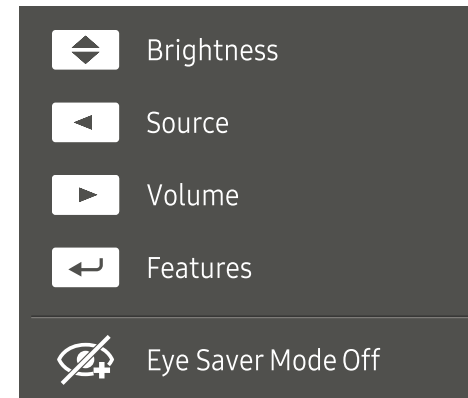 Brightness
Source
Volume
Features
Eye Saver Mode Off